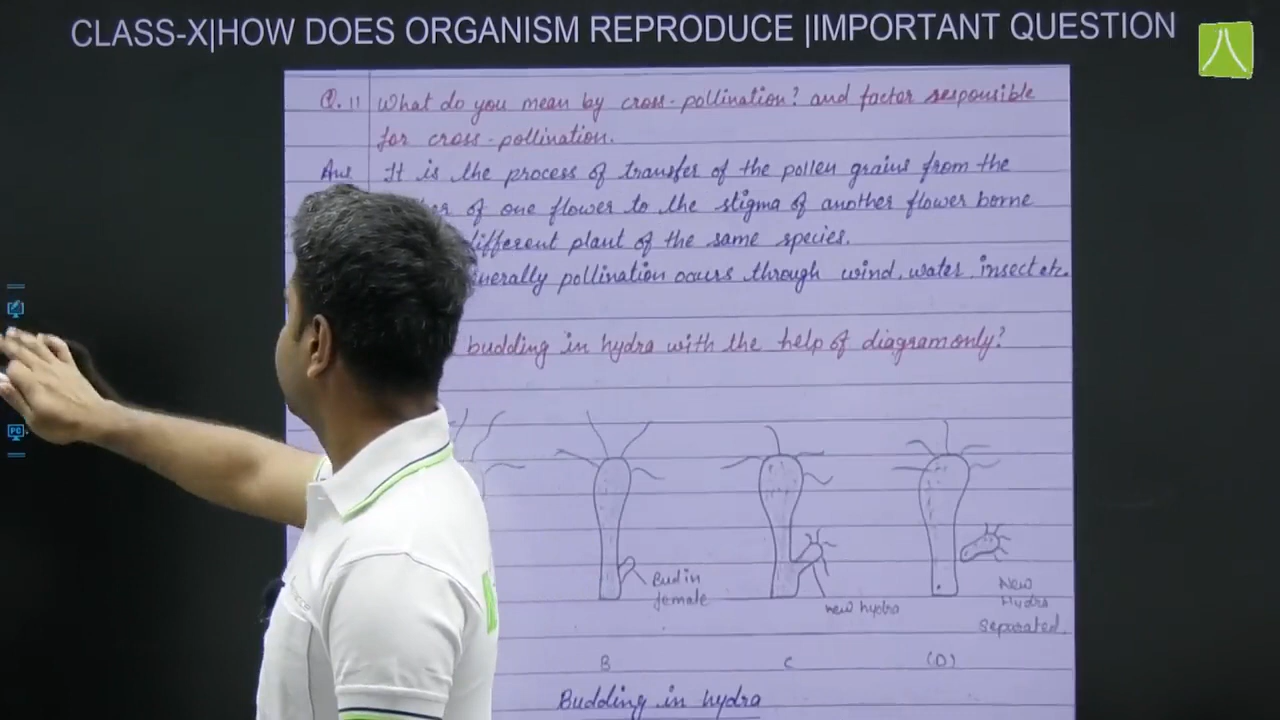 CLASS-X|HOW DOES ORGANISM REPRODUCE |IMPORTANT QUESTION
Q.11 What do you mean by cross-pollination? and factor responsible
for cross-pollination.
Ans It is the process of transfer of the pollen grains from the
of one flower to the stigma of another flower borne
different plant of the same species.
pollination occurs through wind, water, insect etc.
budding in hydra with the help of diagram only?
Bud in
female
new hydra
New
Hydra
separated.
B C (D)
Budding in hydra
PC